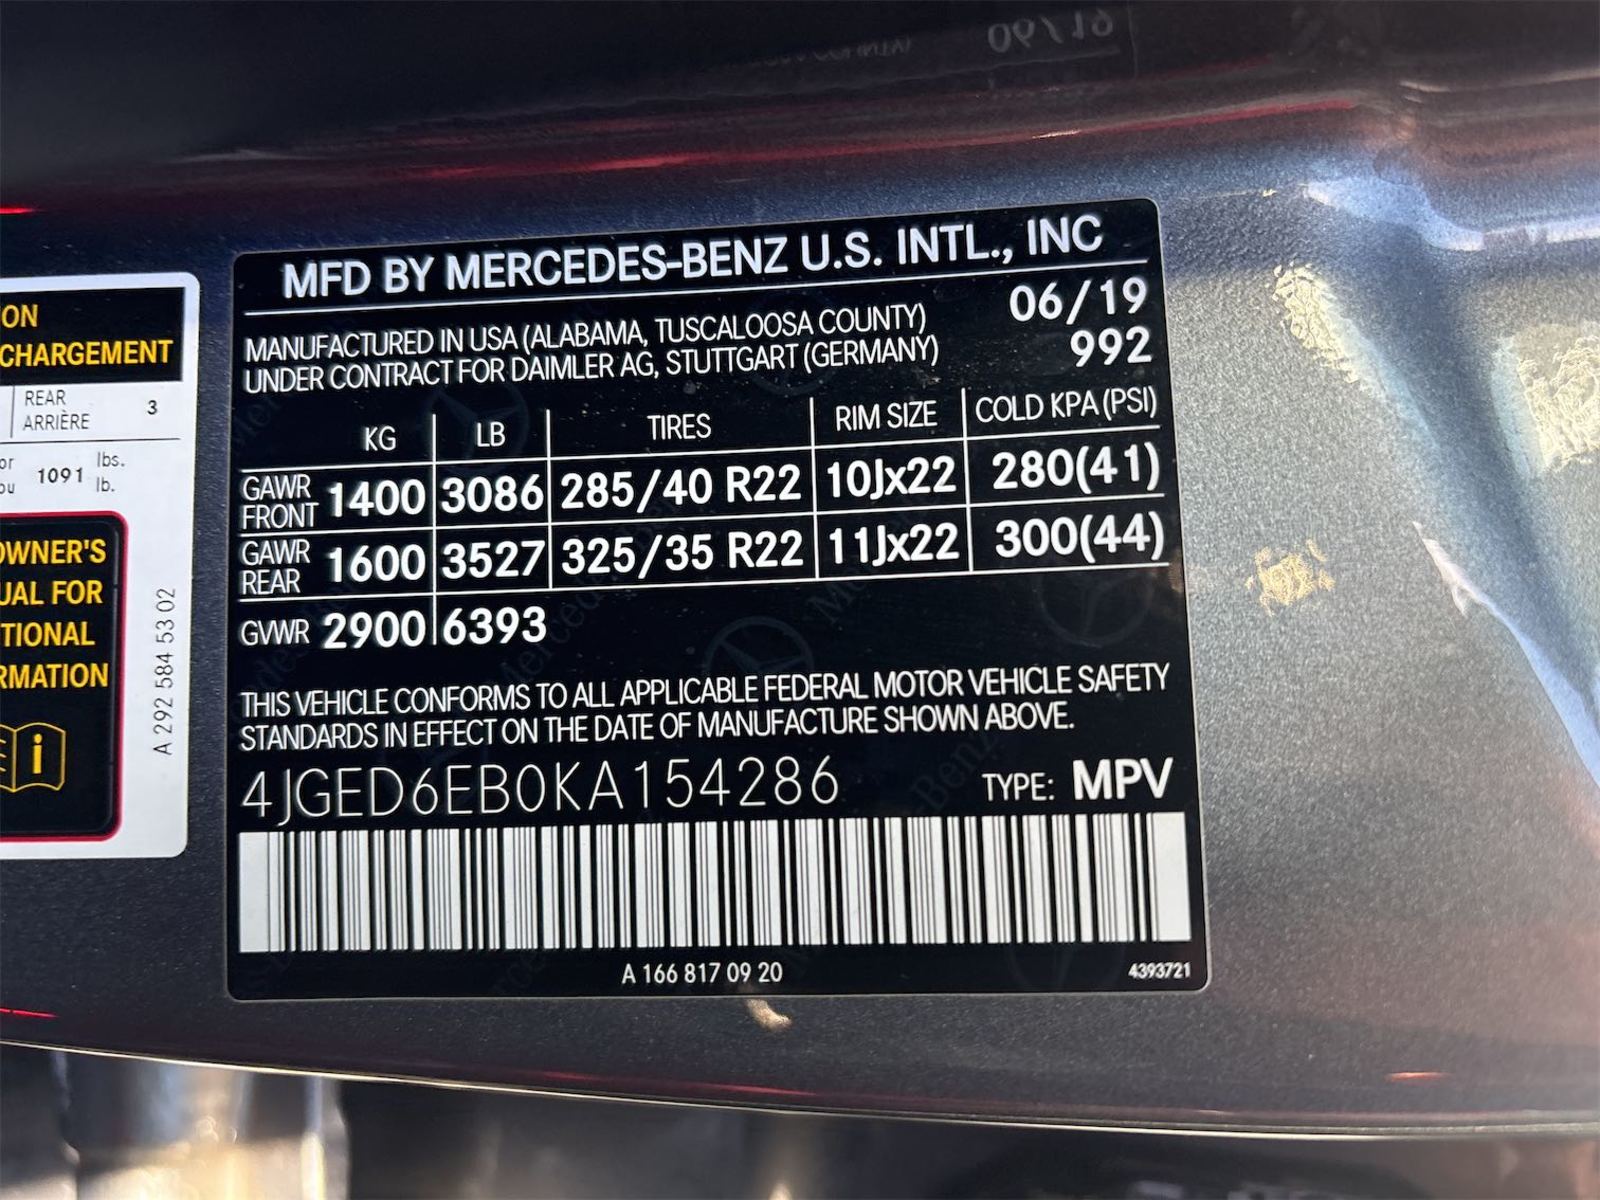 ION
CHARGEMENT
REAR
ARRIÈRE 3
or
ou 1091 lbs.
lb.
OWNER'S
UAL FOR
TIONAL
RMATION
A 292 584 53 02
MFD BY MERCEDES-BENZ U.S. INTL., INC
MANUFACTURED IN USA (ALABAMA, TUSCALOOSA COUNTY) 06/19
UNDER CONTRACT FOR DAIMLER AG, STUTTGART (GERMANY) 992
KG LB TIRES RIM SIZE COLD KPA (PSI)
GAWR
FRONT 1400 3086 285/40 R22 10Jx22 280(41)
GAWR
REAR 1600 3527 325/35 R22 11Jx22 300(44)
GVWR 2900 6393
THIS VEHICLE CONFORMS TO ALL APPLICABLE FEDERAL MOTOR VEHICLE SAFETY
STANDARDS IN EFFECT ON THE DATE OF MANUFACTURE SHOWN ABOVE.
4JGED6EB0KA154286 TYPE: MPV
A 166 817 09 20 4393721